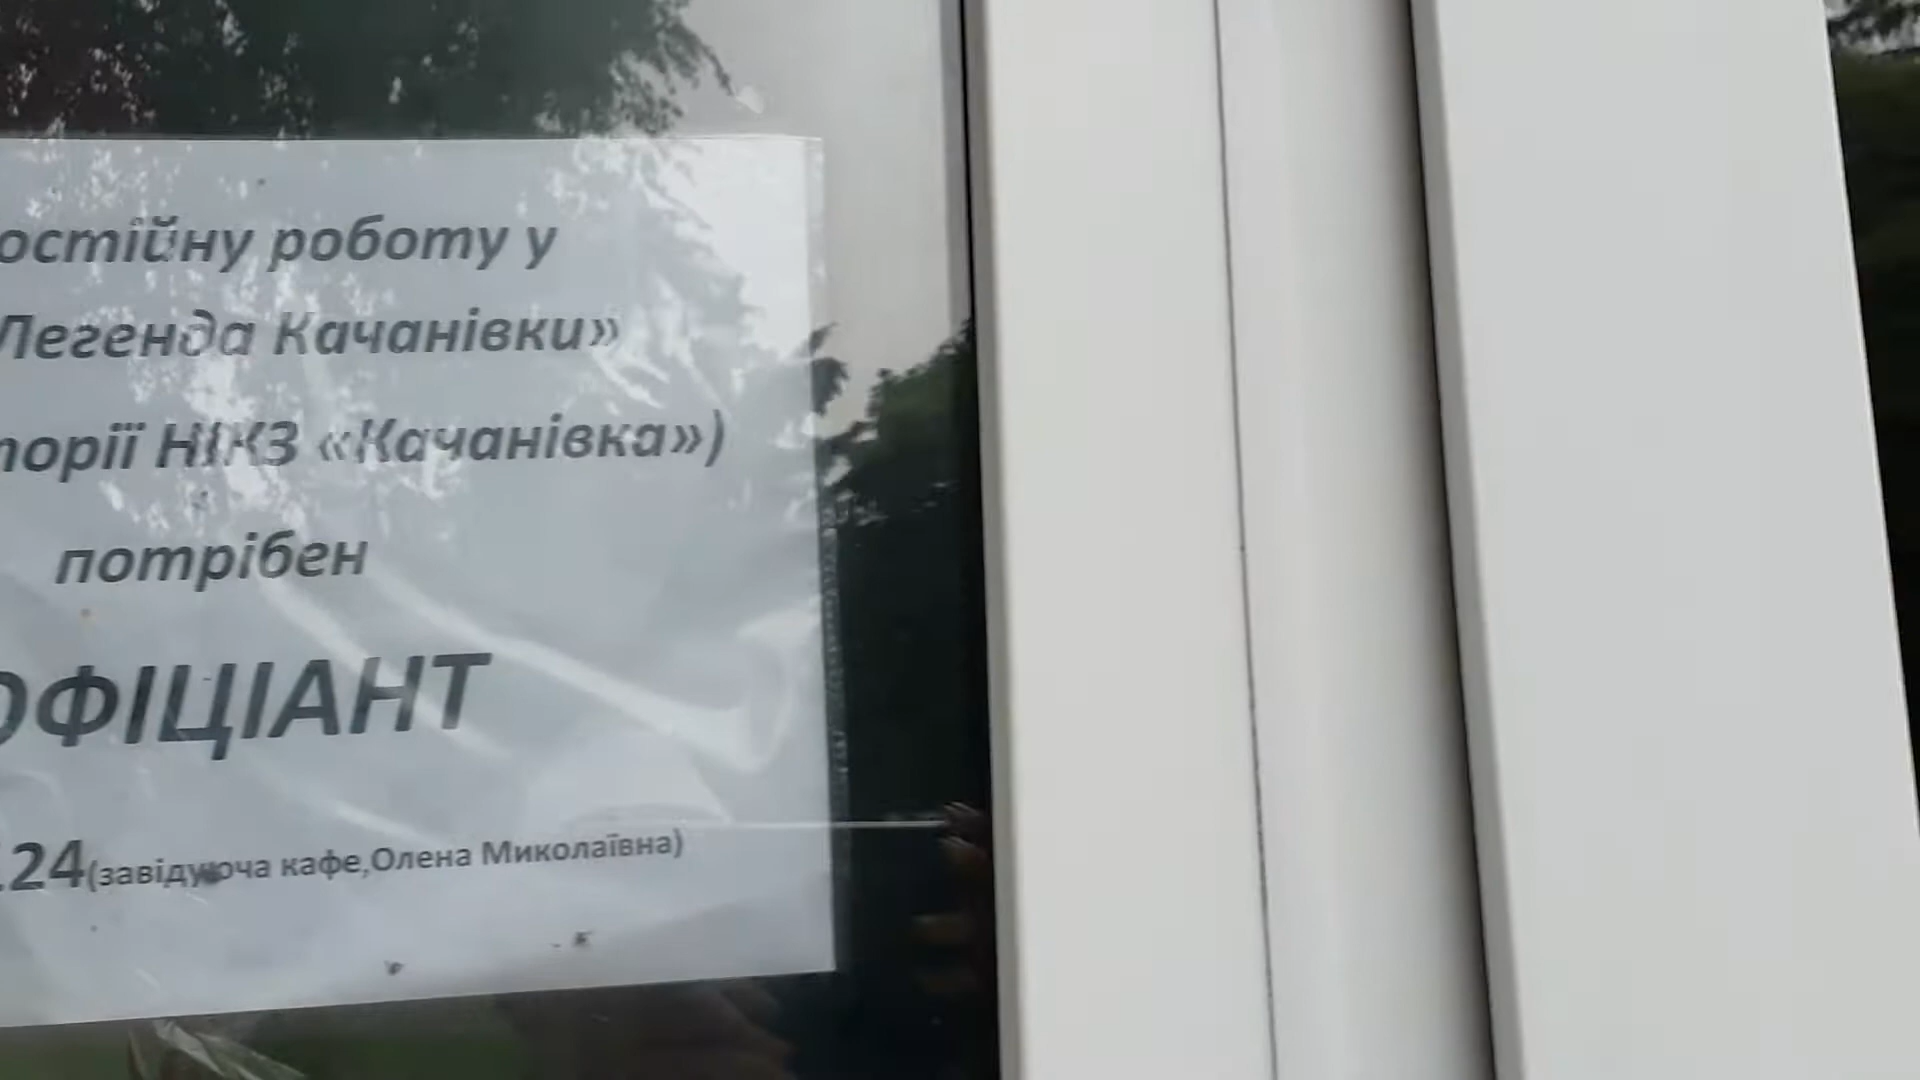 остійну роботу у
Легенда Качанівки»
торії НІКЗ «Качанівка»)
потрібен
ОФІЦІАНТ
24(завідуюча кафе,Олена Миколаївна)